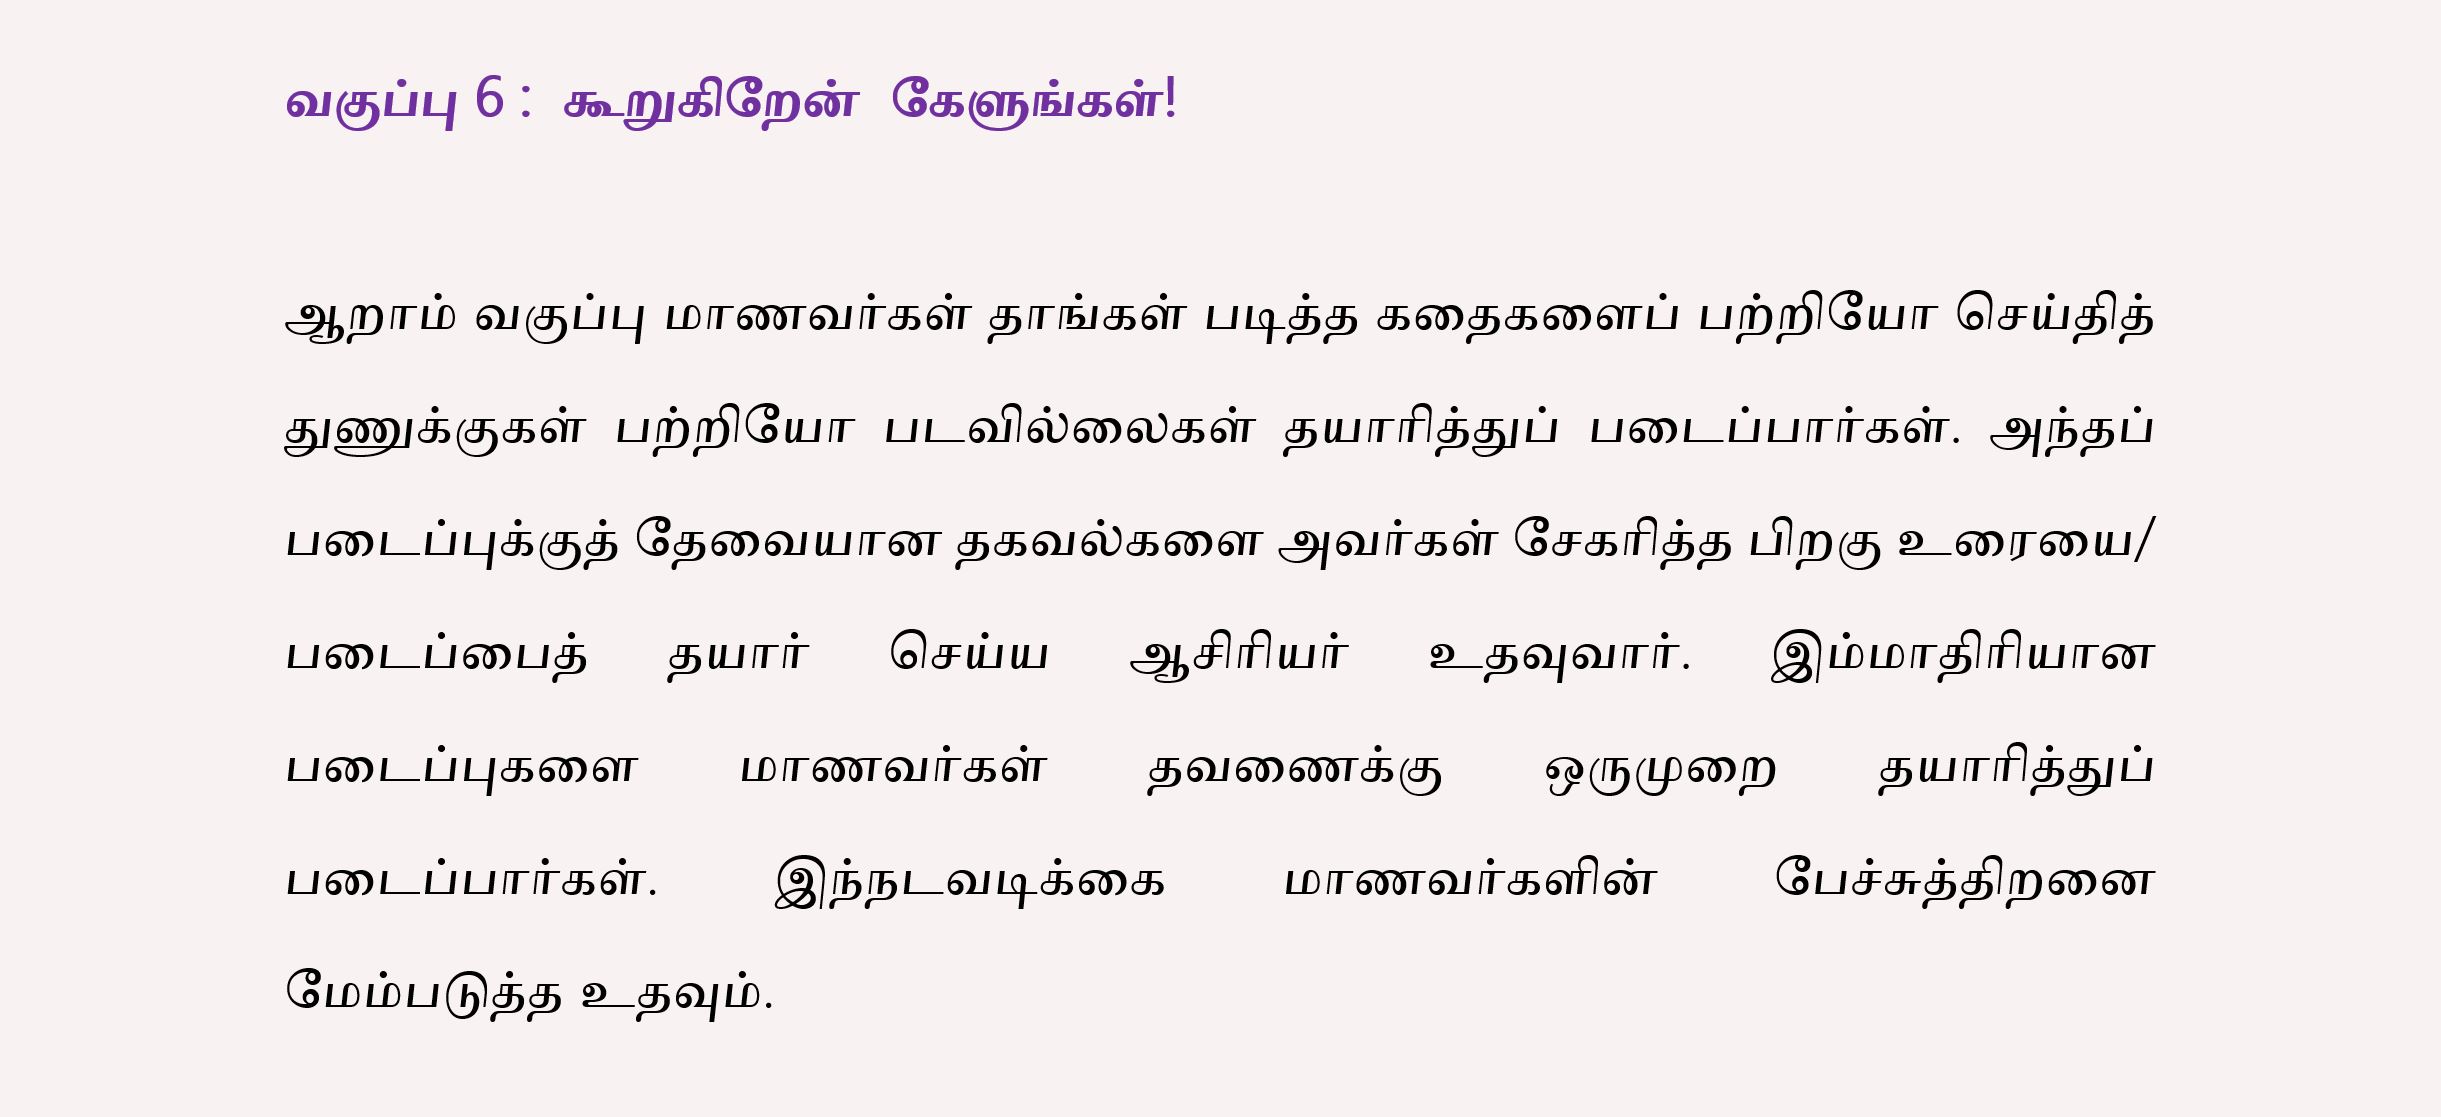 வகுப்பு 6 : கூறுகிறேன் கேளுங்கள்!
ஆறாம் வகுப்பு மாணவர்கள் தாங்கள் படித்த கதைகளைப் பற்றியோ செய்தித்
துணுக்குகள் பற்றியோ படவில்லைகள் தயாரித்துப் படைப்பார்கள். அந்தப்
படைப்புக்குத் தேவையான தகவல்களை அவர்கள் சேகரித்த பிறகு உரையை/
படைப்பைத் தயார் செய்ய ஆசிரியர் உதவுவார். இம்மாதிரியான
படைப்புகளை மாணவர்கள் தவணைக்கு ஒருமுறை தயாரித்துப்
படைப்பார்கள். இந்நடவடிக்கை மாணவர்களின் பேச்சுத்திறனை
மேம்படுத்த உதவும்.